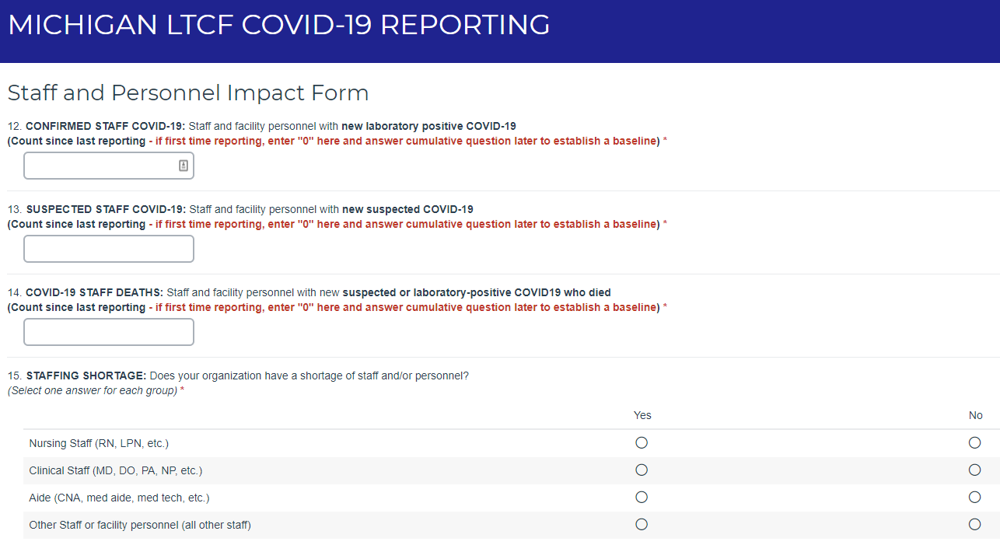 MICHIGAN LTCF COVID-19 REPORTING
Staff and Personnel Impact Form
12. CONFIRMED STAFF COVID-19: Staff and facility personnel with new laboratory positive COVID-19
(Count since last reporting - if first time reporting, enter "0" here and answer cumulative question later to establish a baseline) *
13. SUSPECTED STAFF COVID-19: Staff and facility personnel with new suspected COVID-19
(Count since last reporting - if first time reporting, enter "0" here and answer cumulative question later to establish a baseline) *
14. COVID-19 STAFF DEATHS: Staff and facility personnel with new suspected or laboratory-positive COVID19 who died
(Count since last reporting - if first time reporting, enter "0" here and answer cumulative question later to establish a baseline) *
15. STAFFING SHORTAGE: Does your organization have a shortage of staff and/or personnel?
(Select one answer for each group) *
Yes No
Nursing Staff (RN, LPN, etc.)
Clinical Staff (MD, DO, PA, NP, etc.)
Aide (CNA, med aide, med tech, etc.)
Other Staff or facility personnel (all other staff)